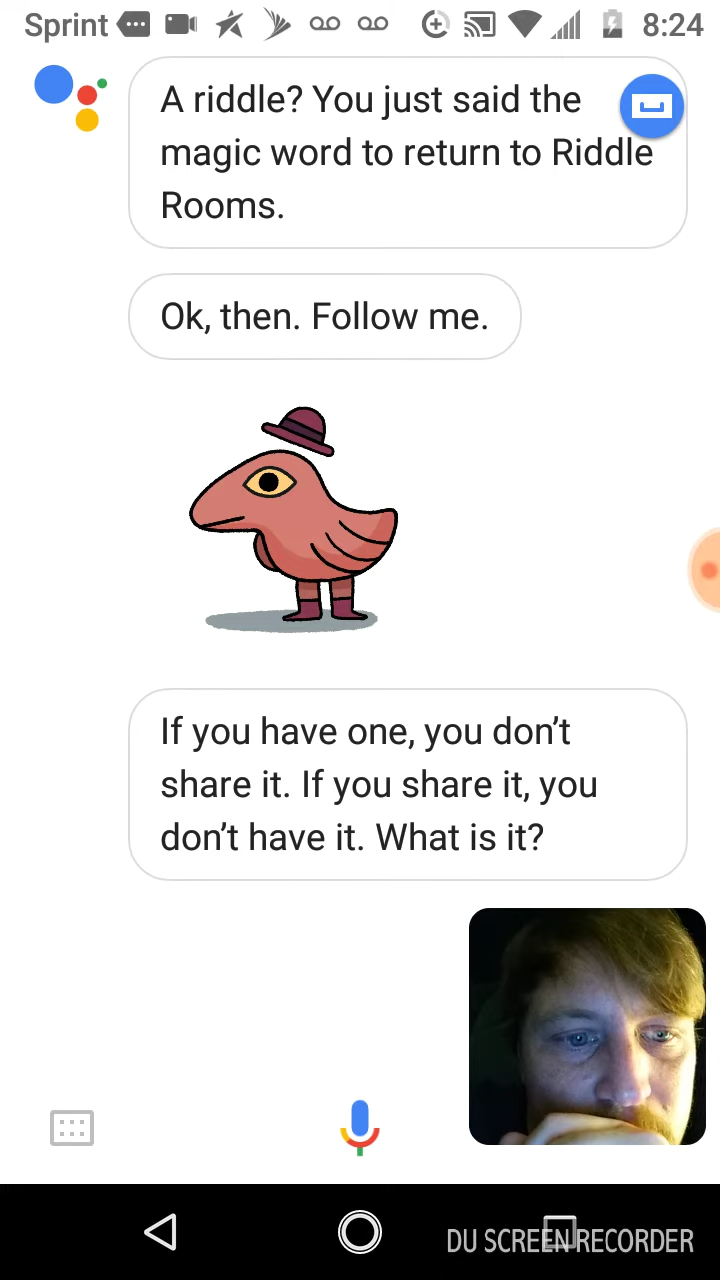 Sprint 8:24
A riddle? You just said the
magic word to return to Riddle
Rooms.
Ok, then. Follow me.
If you have one, you don’t
share it. If you share it, you
don’t have it. What is it?
DU SCREEN RECORDER